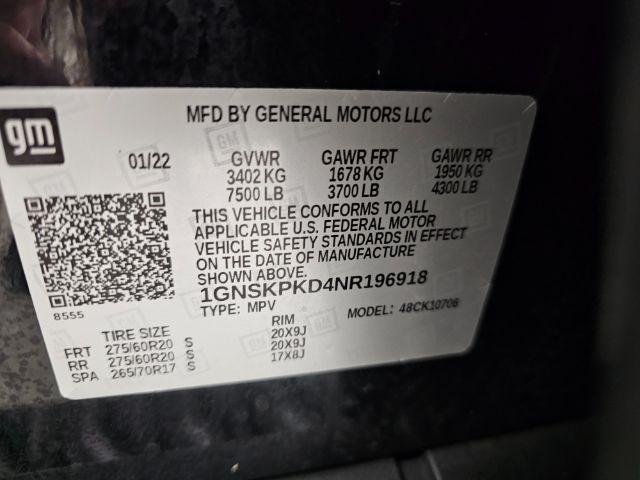 gm
MFD BY GENERAL MOTORS LLC
01/22 GVWR GAWR FRT GAWR RR
3402 KG 1678 KG 1950 KG
7500 LB 3700 LB 4300 LB
THIS VEHICLE CONFORMS TO ALL
APPLICABLE U.S. FEDERAL MOTOR
VEHICLE SAFETY STANDARDS IN EFFECT
ON THE DATE OF MANUFACTURE
SHOWN ABOVE.
1GNSKPKD4NR196918
8555
TYPE: MPV MODEL: 48CK10706
TIRE SIZE RIM
FRT 275/60R20 S 20X9J
RR 275/60R20 S 20X9J
SPA 265/70R17 S 17X8J